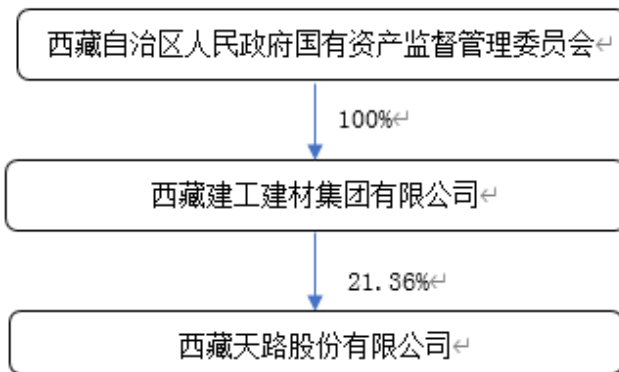 西藏自治区人民政府国有资产监督管理委员会↵
100%↵
西藏建工建材集团有限公司↵
21.36%↵
西藏天路股份有限公司↵